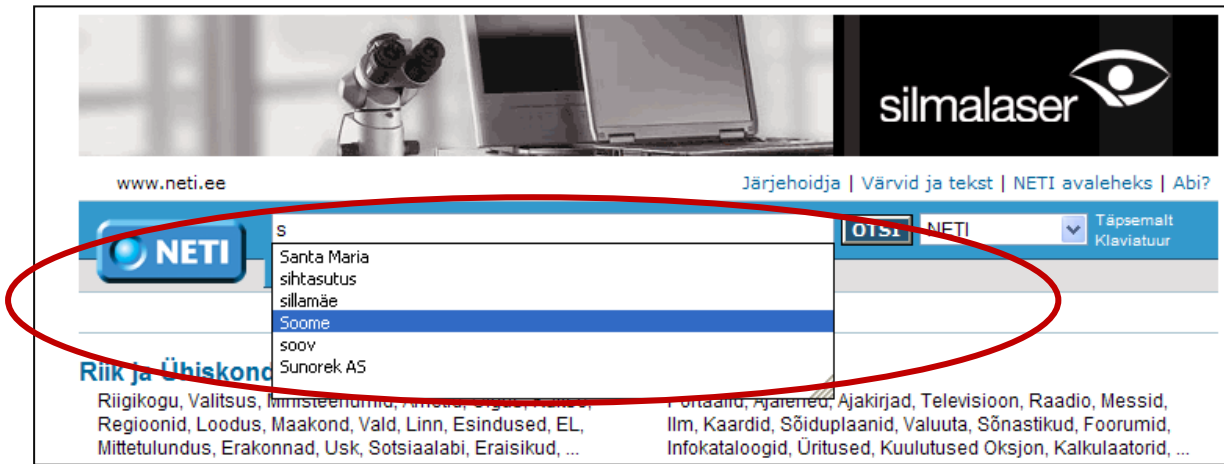 silmalaser
www.neti.ee
Järjehoidja | Värvid ja tekst | NETI avaleheks | Abi?
NETI
s
OTSI
NETI
Täpsemalt
Klaviatuur
Santa Maria
sihtasutus
sillamäe
Soome
soov
Sunorek AS
Riik ja Ühiskond
Riigikogu, Valitsus, Ministeeriumid,
Portaalid, Ajalehed, Ajakirjad, Televisioon, Raadio, Messid,
Regioonid, Loodus, Maakond, Vald, Linn, Esindused, EL,
Ilm, Kaardid, Sõiduplaanid, Valuuta, Sõnastikud, Foorumid,
Mittetulundus, Erakonnad, Usk, Sotsiaalabi, Eraisikud, ...
Infokataloogid, Üritused, Kuulutused Oksjon, Kalkulaatorid, ...